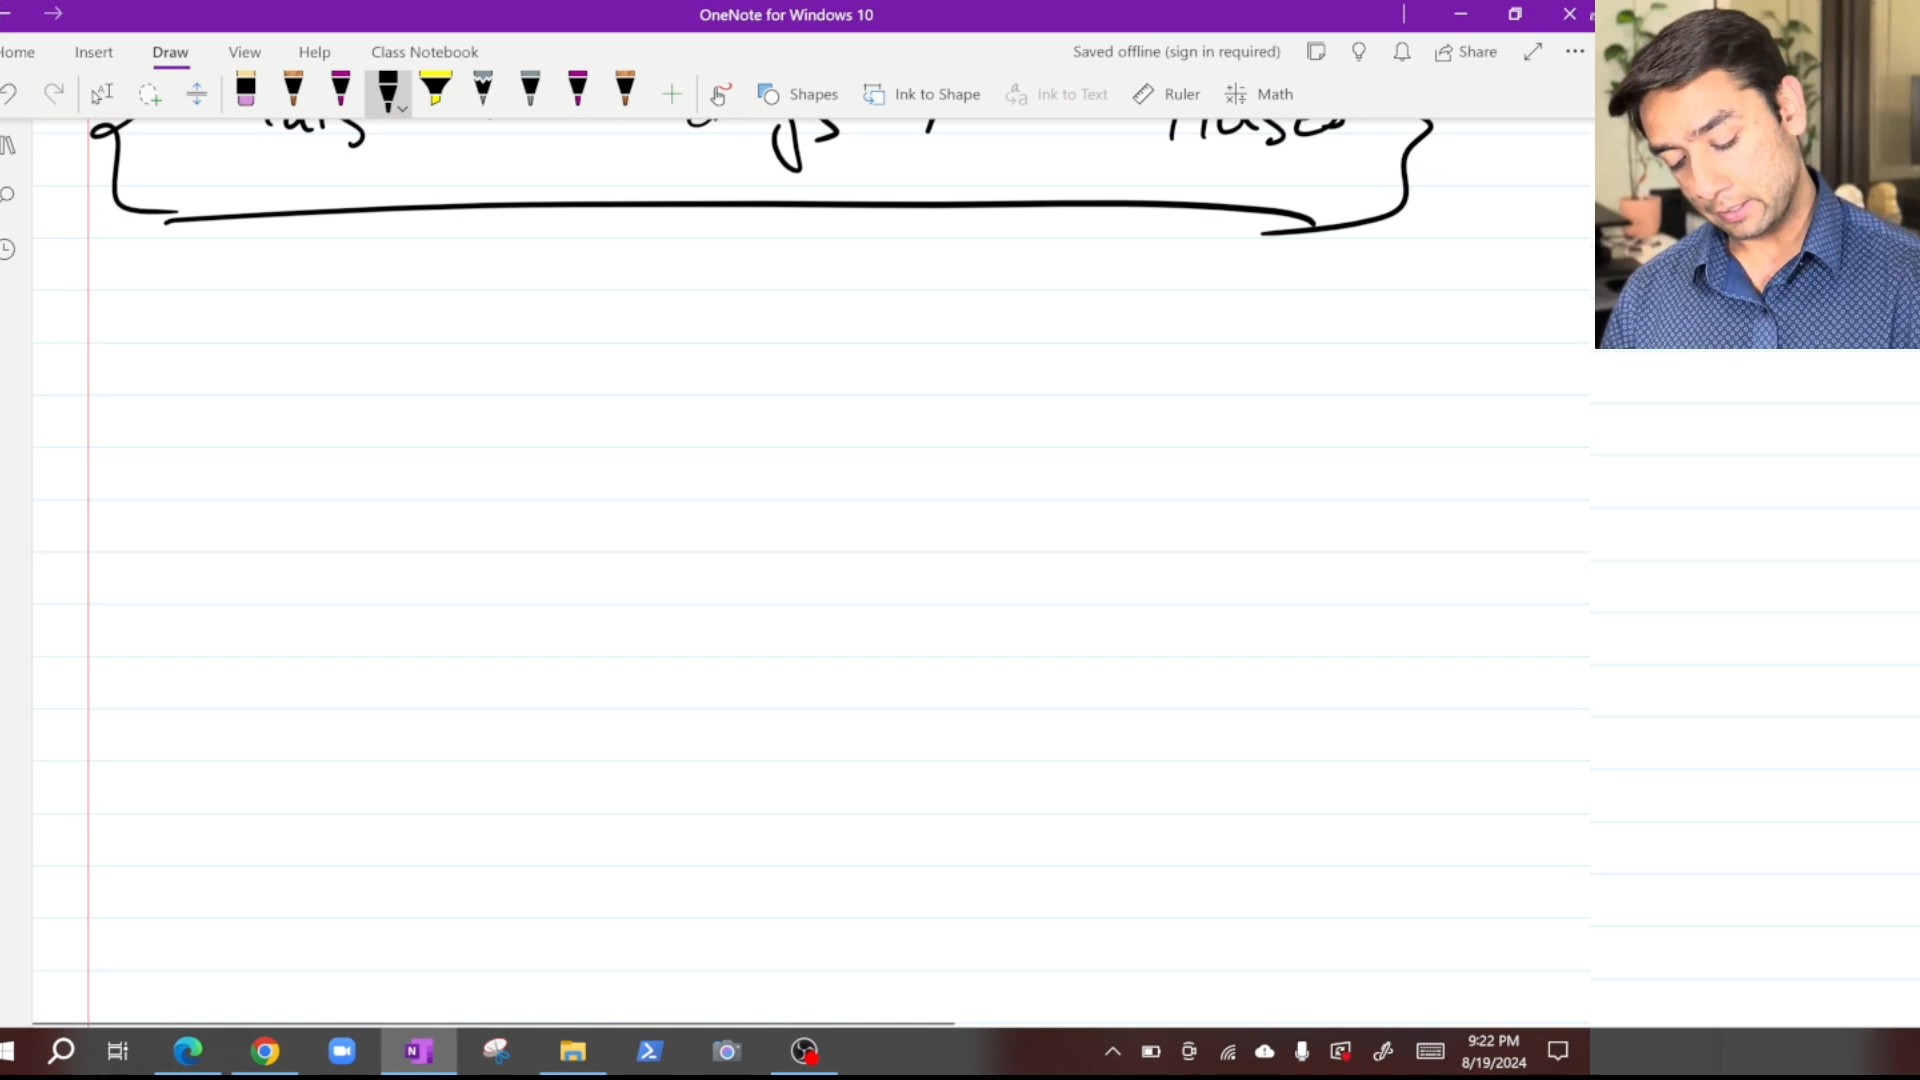 OneNote for Windows 10
Home Insert Draw View Help Class Notebook Saved offline (sign in required) Share
Shapes Ink to Shape Ink to Text Ruler Math
9:22 PM
8/19/2024